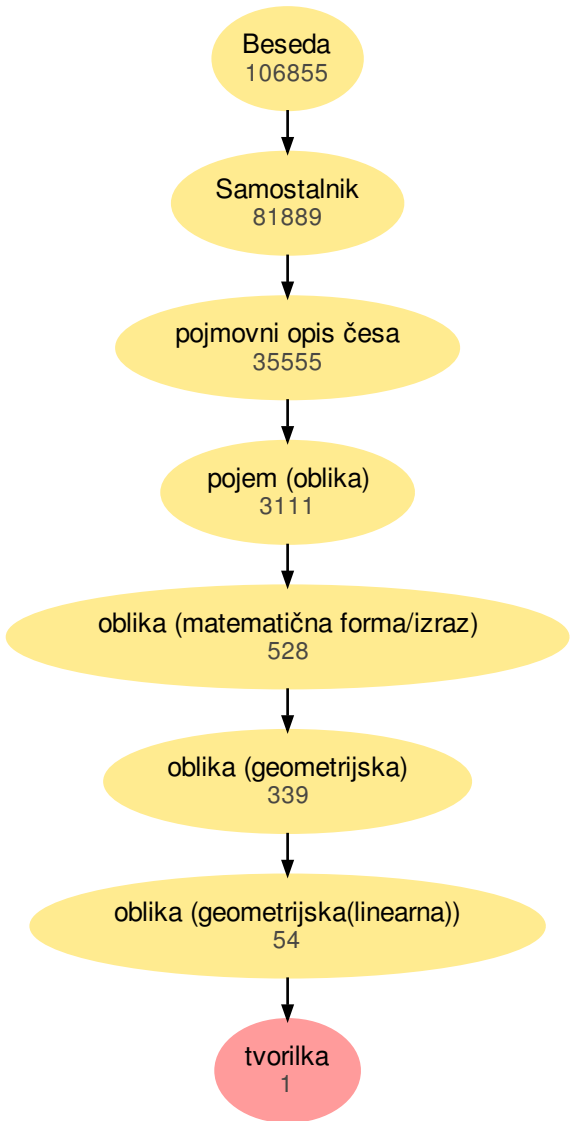 Beseda
106855
Samostalnik
81889
pojmovni opis česa
35555
pojem (oblika)
3111
oblika (matematična forma/izraz)
528
oblika (geometrijska)
339
oblika (geometrijska(linearna))
54
tvorilka
1